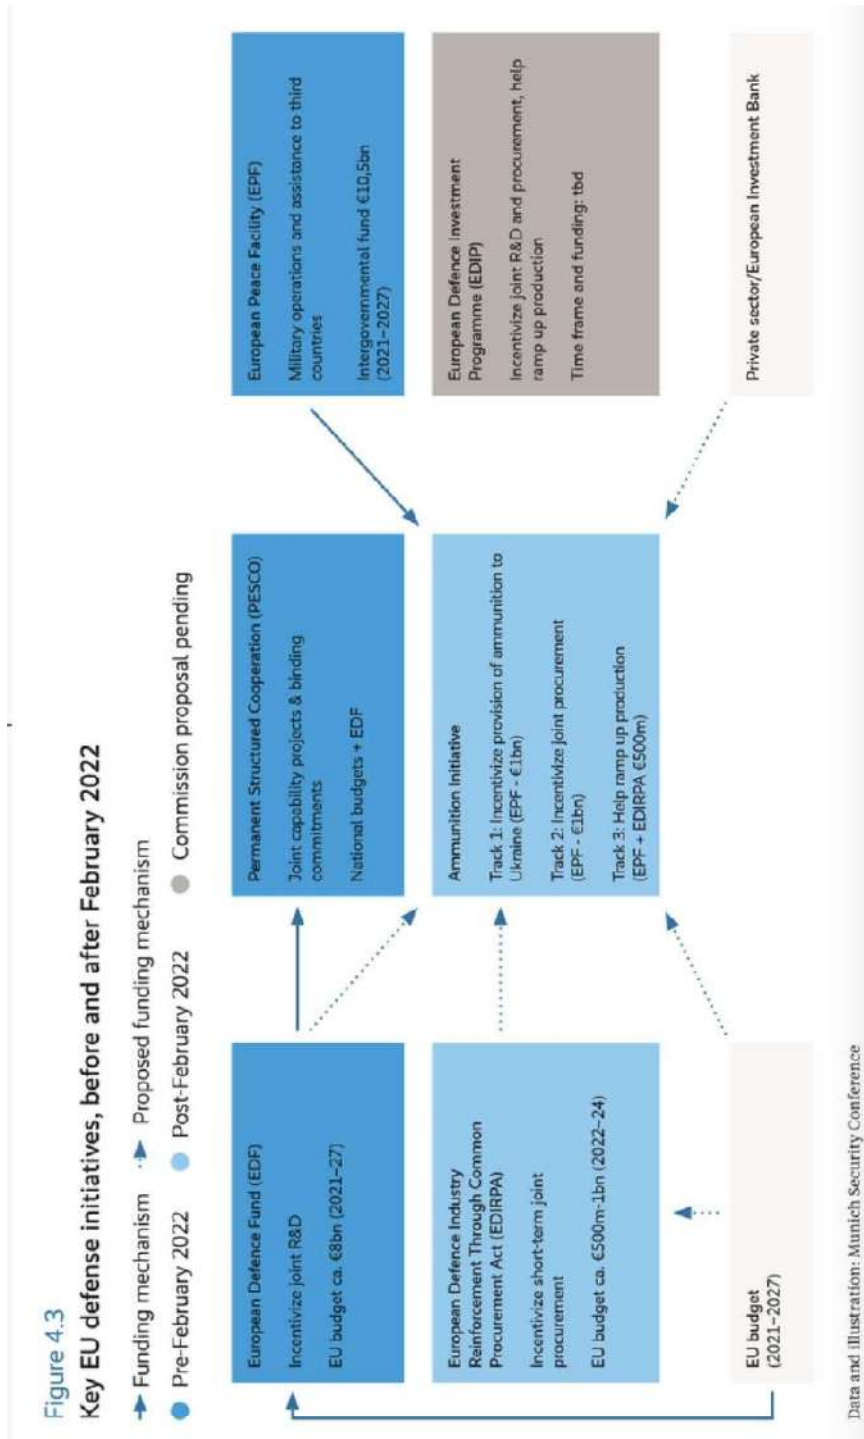 Figure 4.3
Key EU defense initiatives, before and after February 2022
Funding mechanism
Proposed funding mechanism
Pre-February 2022
Post-February 2022
Commission proposal pending
European Defence Fund (EDF)
Incentivize joint R&D
EU budget ca. €8bn (2021–27)
Permanent Structured Cooperation (PESCO)
Joint capability projects & binding
commitments
National budgets + EDF
European Peace Facility (EPF)
Military operations and assistance to third
countries
Intergovernmental fund €10,5bn
(2021–2027)
European Defence Industry
Reinforcement Through Common
Procurement Act (EDIRPA)
Incentivize short-term joint
procurement
EU budget ca. €500m-1bn (2022–24)
Ammunition Initiative
Track 1: Incentivize provision of ammunition to
Ukraine (EPF - €1bn)
Track 2: Incentivize joint procurement
(EPF - €1bn)
Track 3: Help ramp up production
(EPF + EDIRPA €500m)
European Defence Investment
Programme (EDIP)
Incentivize joint R&D and procurement, help
ramp up production
Time frame and funding: tbd
EU budget
(2021–2027)
Private sector/European Investment Bank
Data and illustration: Munich Security Conference